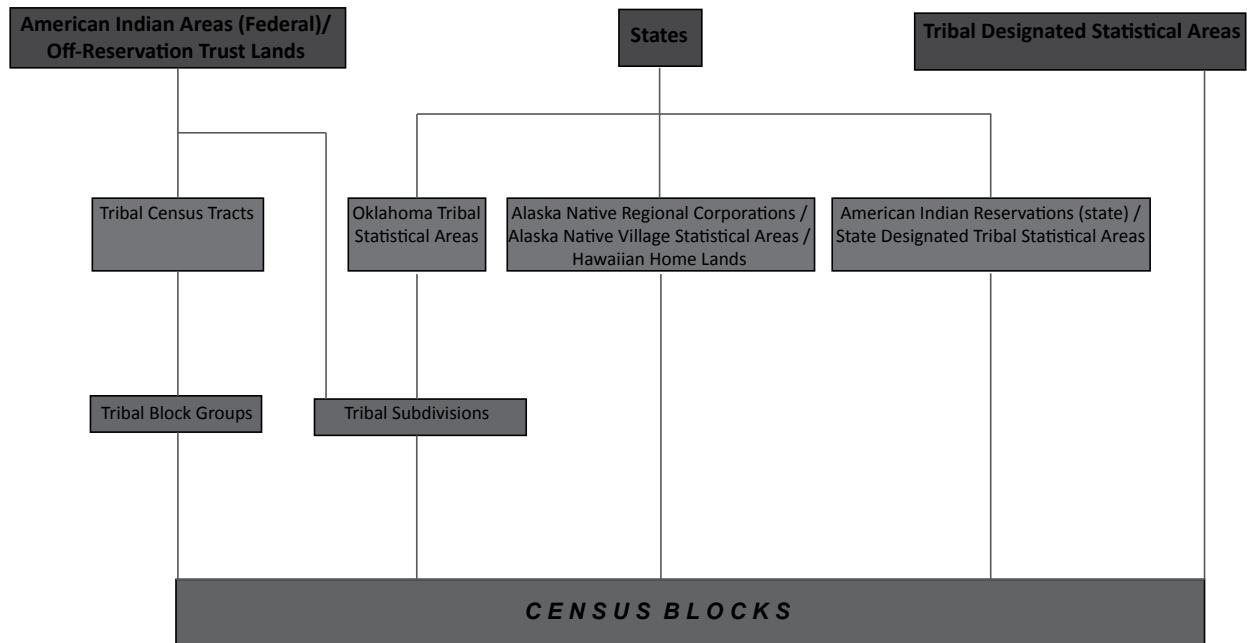 American Indian Areas (Federal)/
Off-Reservation Trust Lands
States
Tribal Designated Statistical Areas
Tribal Census Tracts
Oklahoma Tribal
Statistical Areas
Alaska Native Regional Corporations /
Alaska Native Village Statistical Areas /
Hawaiian Home Lands
American Indian Reservations (state) /
State Designated Tribal Statistical Areas
Tribal Block Groups
Tribal Subdivisions
CENSUS BLOCKS